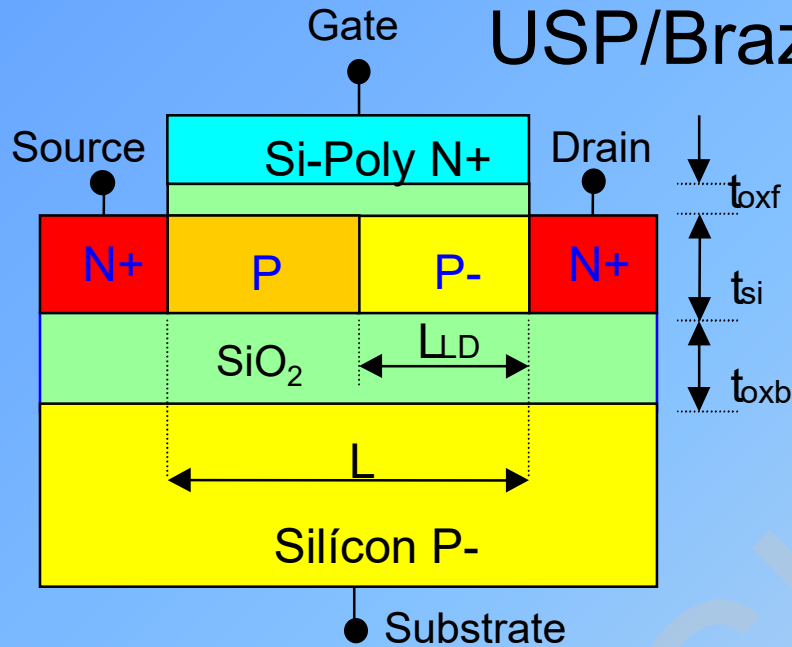 USP/Braz
Gate
Source
Si-Poly N+
Drain
toxf
N+
P
P-
N+
tsi
SiO2
LLD
toxb
L
Silícon P-
Substrate